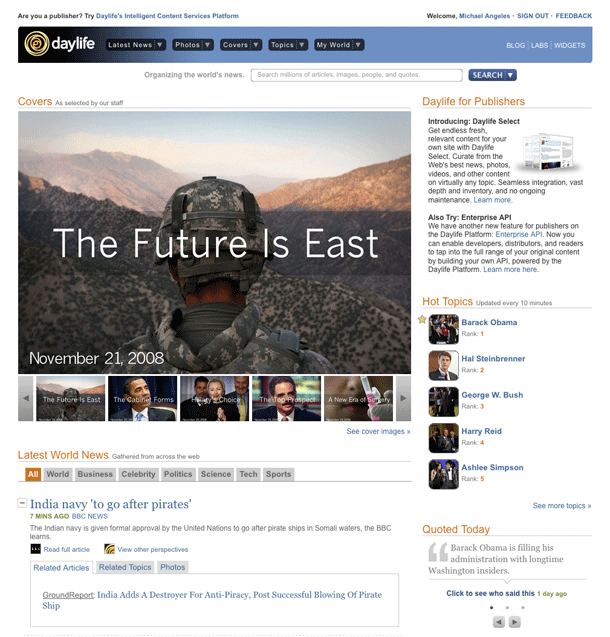 Are you a publisher? Try Daylife's Intelligent Content Services Platform
Welcome, Michael Angeles · SIGN OUT · FEEDBACK
daylife
Latest News Photos Covers Topics My World
BLOG LABS WIDGETS
Organizing the world's news.
Search millions of articles, images, people, and quotes.
SEARCH
Covers As selected by our staff
The Future Is East
November 21, 2008
The Future Is East
The Cabinet Forms
Hillary's Choice
The Top Prospect
A New Era of Surgery
See cover images »
Latest World News Gathered from across the web
All World Business Celebrity Politics Science Tech Sports
India navy 'to go after pirates'
7 MINS AGO BBC NEWS
The Indian navy is given formal approval by the United Nations to go after pirate ships in Somali waters, the BBC
learns.
Read full article View other perspectives
Related Articles Related Topics Photos
GroundReport: India Adds A Destroyer For Anti-Piracy, Post Successful Blowing Of Pirate
Ship
Daylife for Publishers
Introducing: Daylife Select
Get endless fresh,
relevant content for your
own site with Daylife
Select. Curate from the
Web's best news, photos,
videos, and other content
on virtually any topic. Seamless integration, vast
depth and inventory, and no ongoing
maintenance. Learn more.
Also Try: Enterprise API
We have another new feature for publishers on
the Daylife Platform: Enterprise API. Now you
can enable developers, distributors, and readers
to tap into the full range of your original content
by building your own API, powered by the
Daylife Platform. Learn more here.
Hot Topics Updated every 10 minutes
Barack Obama
Rank: 1
Hal Steinbrenner
Rank: 2
George W. Bush
Rank: 3
Harry Reid
Rank: 4
Ashlee Simpson
Rank: 5
See more topics »
Quoted Today
Barack Obama is filling his
administration with longtime
Washington insiders.
Click to see who said this 1 day ago